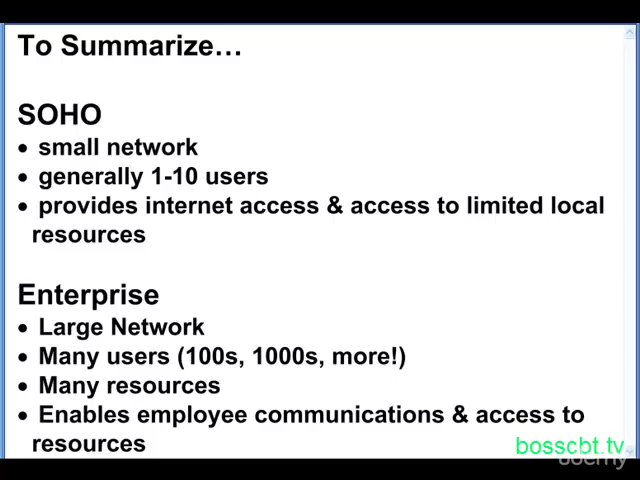 To Summarize…
SOHO
• small network
• generally 1-10 users
• provides internet access & access to limited local
resources
Enterprise
• Large Network
• Many users (100s, 1000s, more!)
• Many resources
• Enables employee communications & access to
resources
bosscbt.tv
udemy